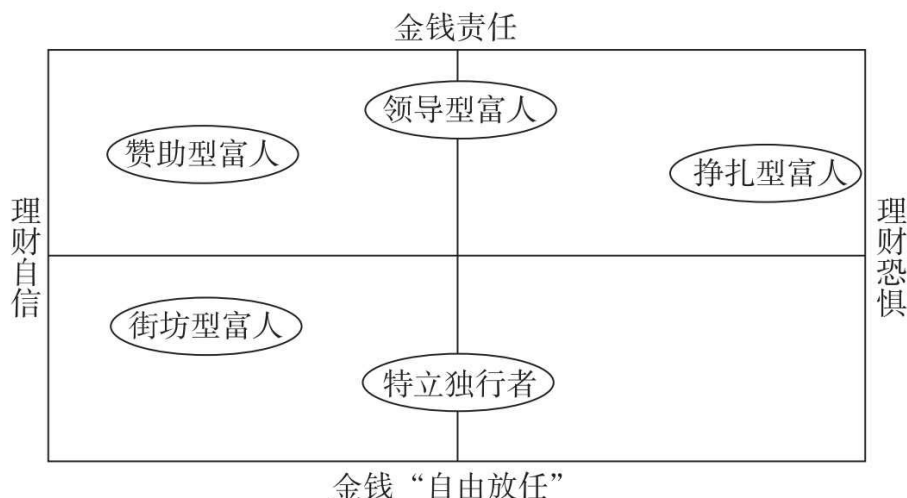 金钱责任
领导型富人
赞助型富人
挣扎型富人
理财自信
理财恐惧
街坊型富人
特立独行者
金钱“自由放任”